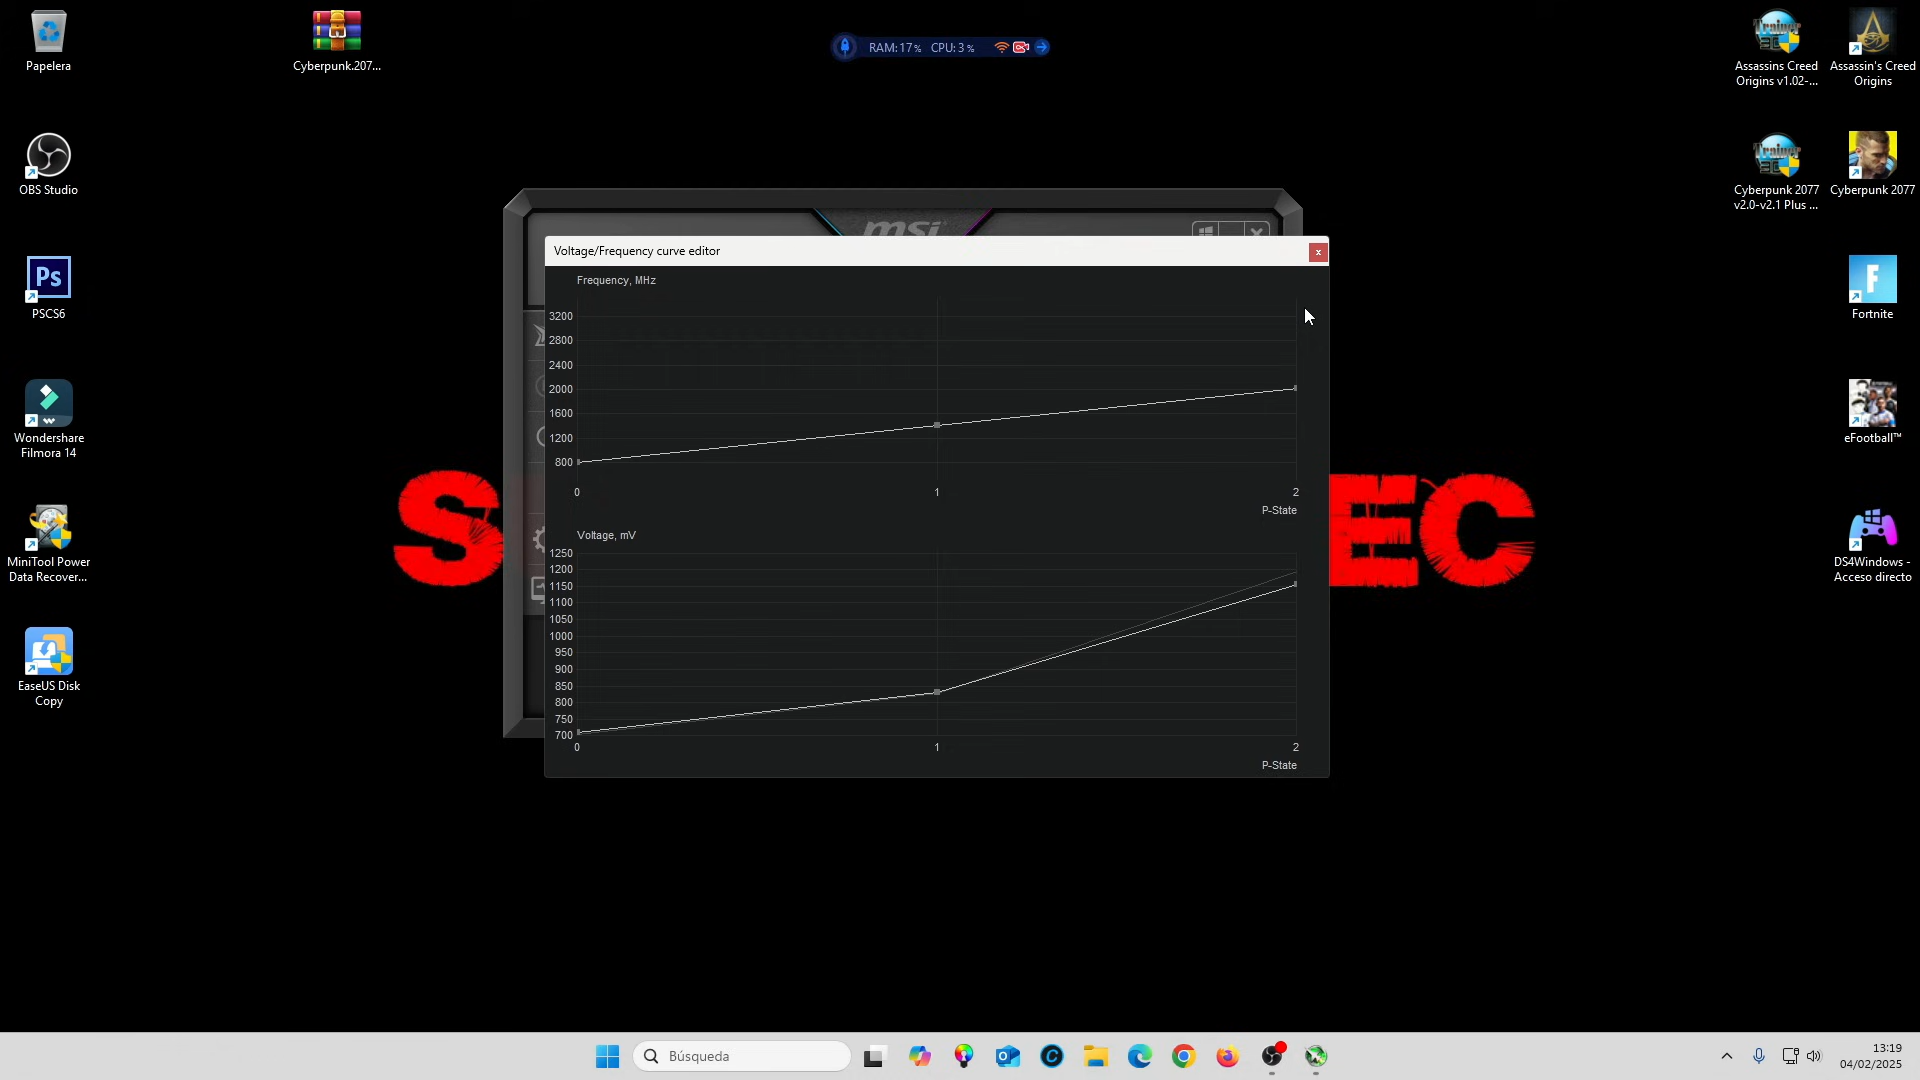 Papelera
Cyberpunk.207...
RAM: 17% CPU: 3%
Assassins Creed
Origins v1.02-...
Assassin's Creed
Origins
OBS Studio
Cyberpunk 2077
v2.0-v2.1 Plus ...
Cyberpunk 2077
Ps
PSCS6
Fortnite
Wondershare
Filmora 14
eFootball™
MiniTool Power
Data Recover...
DS4Windows -
Acceso directo
EaseUS Disk
Copy
msi
Voltage/Frequency curve editor
Frequency, MHz
3200
2800
2400
2000
1600
1200
800
0 1 2
P-State
Voltage, mV
1250
1200
1150
1100
1050
1000
950
900
850
800
750
700
0 1 2
P-State
S
EC
Búsqueda
13:19
04/02/2025